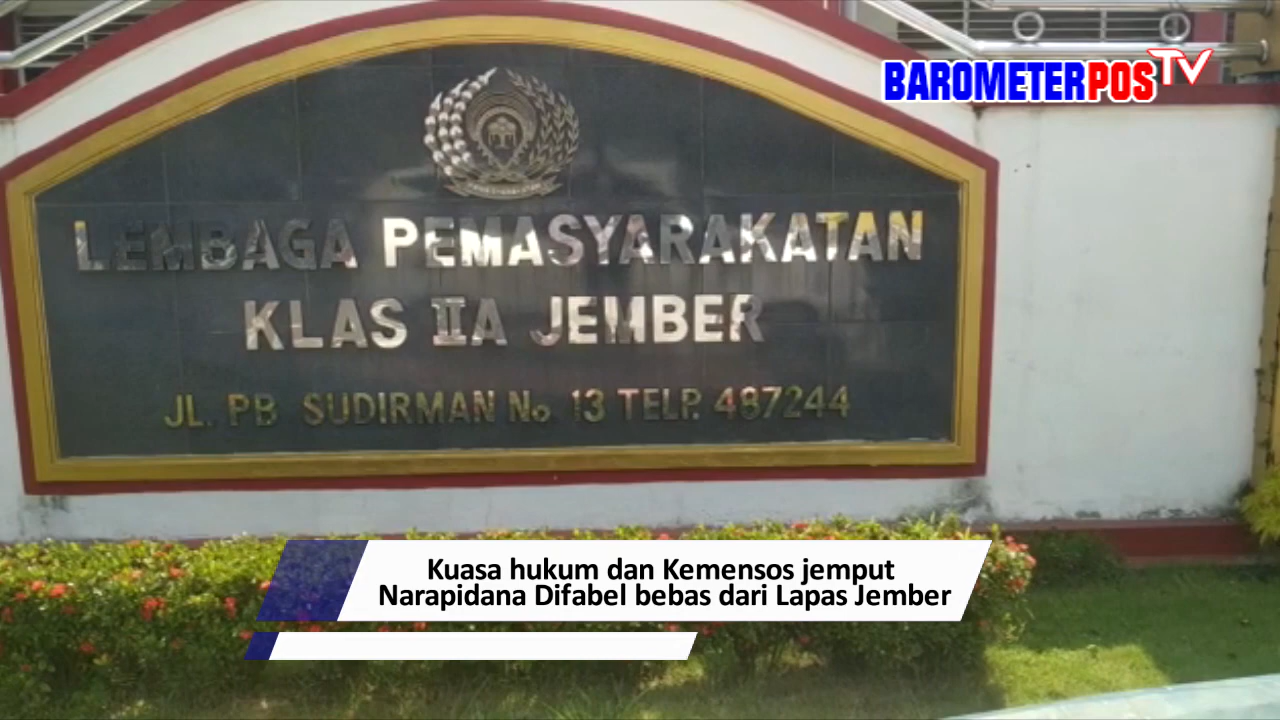 BAROMETERPOS TV
LEMBAGA PEMASYARAKATAN
KLAS IIA JEMBER
JL. PB SUDIRMAN No. 13 TELP. 487244
Kuasa hukum dan Kemensos jemput
Narapidana Difabel bebas dari Lapas Jember